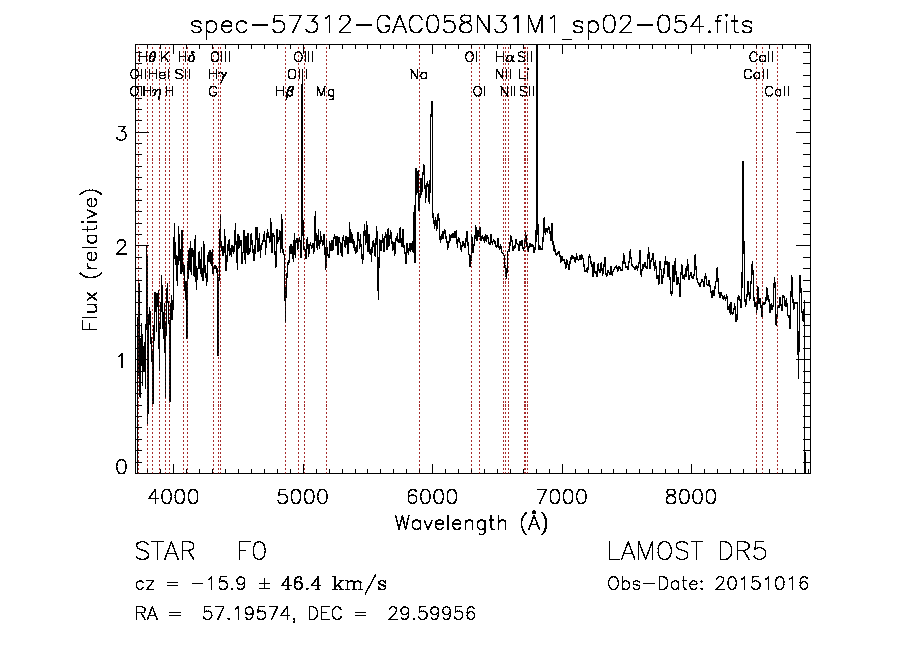 spec-57312-GAC058N31M1_sp02-054.fits
Hθ K Hδ OIII OIII OI Hα SII CaII
OII HeI SII Hγ OIII Na NII Li CaII
OII Hη H G Hβ Mg OI NII SII CaII
3
2
1
0
Flux (relative)
4000 5000 6000 7000 8000
Wavelength (Å)
STAR F0 LAMOST DR5
cz = −15.9 ± 46.4 km/s Obs−Date: 20151016
RA = 57.19574, DEC = 29.59956